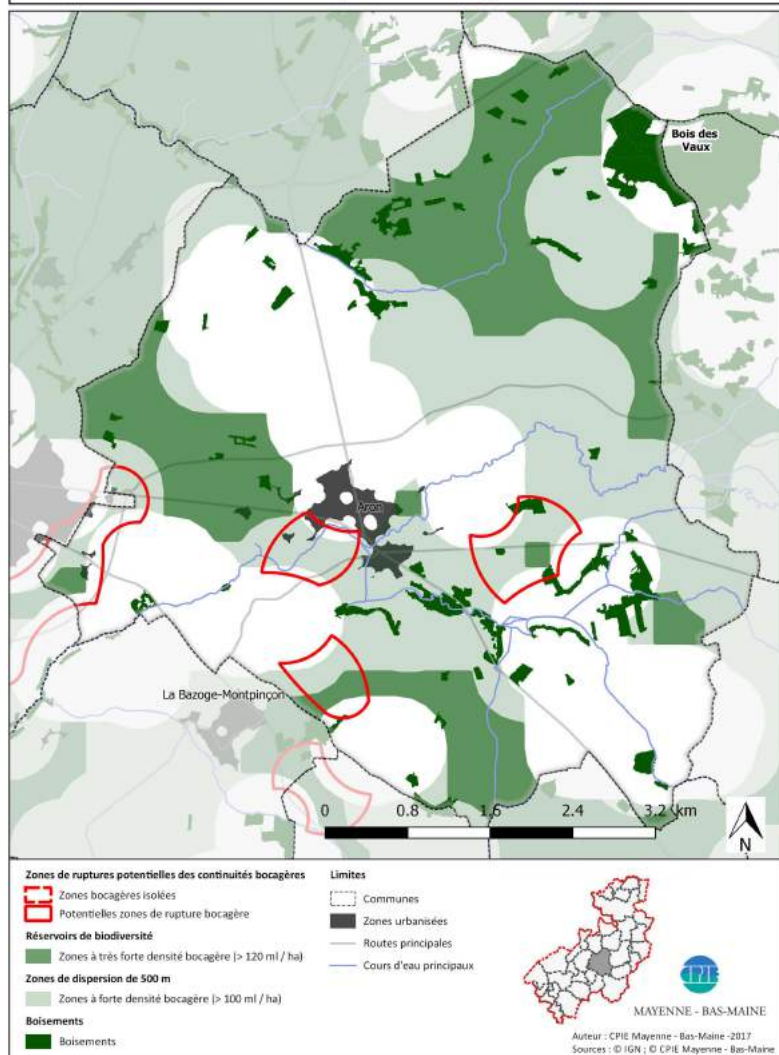 Bois des
Vaux
Aron
La Bazoge-Montpinçon
0 0.8 1.6 2.4 3.2 km
N
Zones de ruptures potentielles des continuités bocagères
Zones bocagères isolées
Potentielles zones de rupture bocagère
Réservoirs de biodiversité
Zones à très forte densité bocagère (> 120 ml / ha)
Zones de dispersion de 500 m
Zones à forte densité bocagère (> 100 ml / ha)
Boisements
Boisements
Limites
Communes
Zones urbanisées
Routes principales
Cours d'eau principaux
CPIE
MAYENNE - BAS-MAINE
Auteur : CPIE Mayenne - Bas-Maine -2017
Sources : © IGN ; © CPIE Mayenne - Bas-Maine